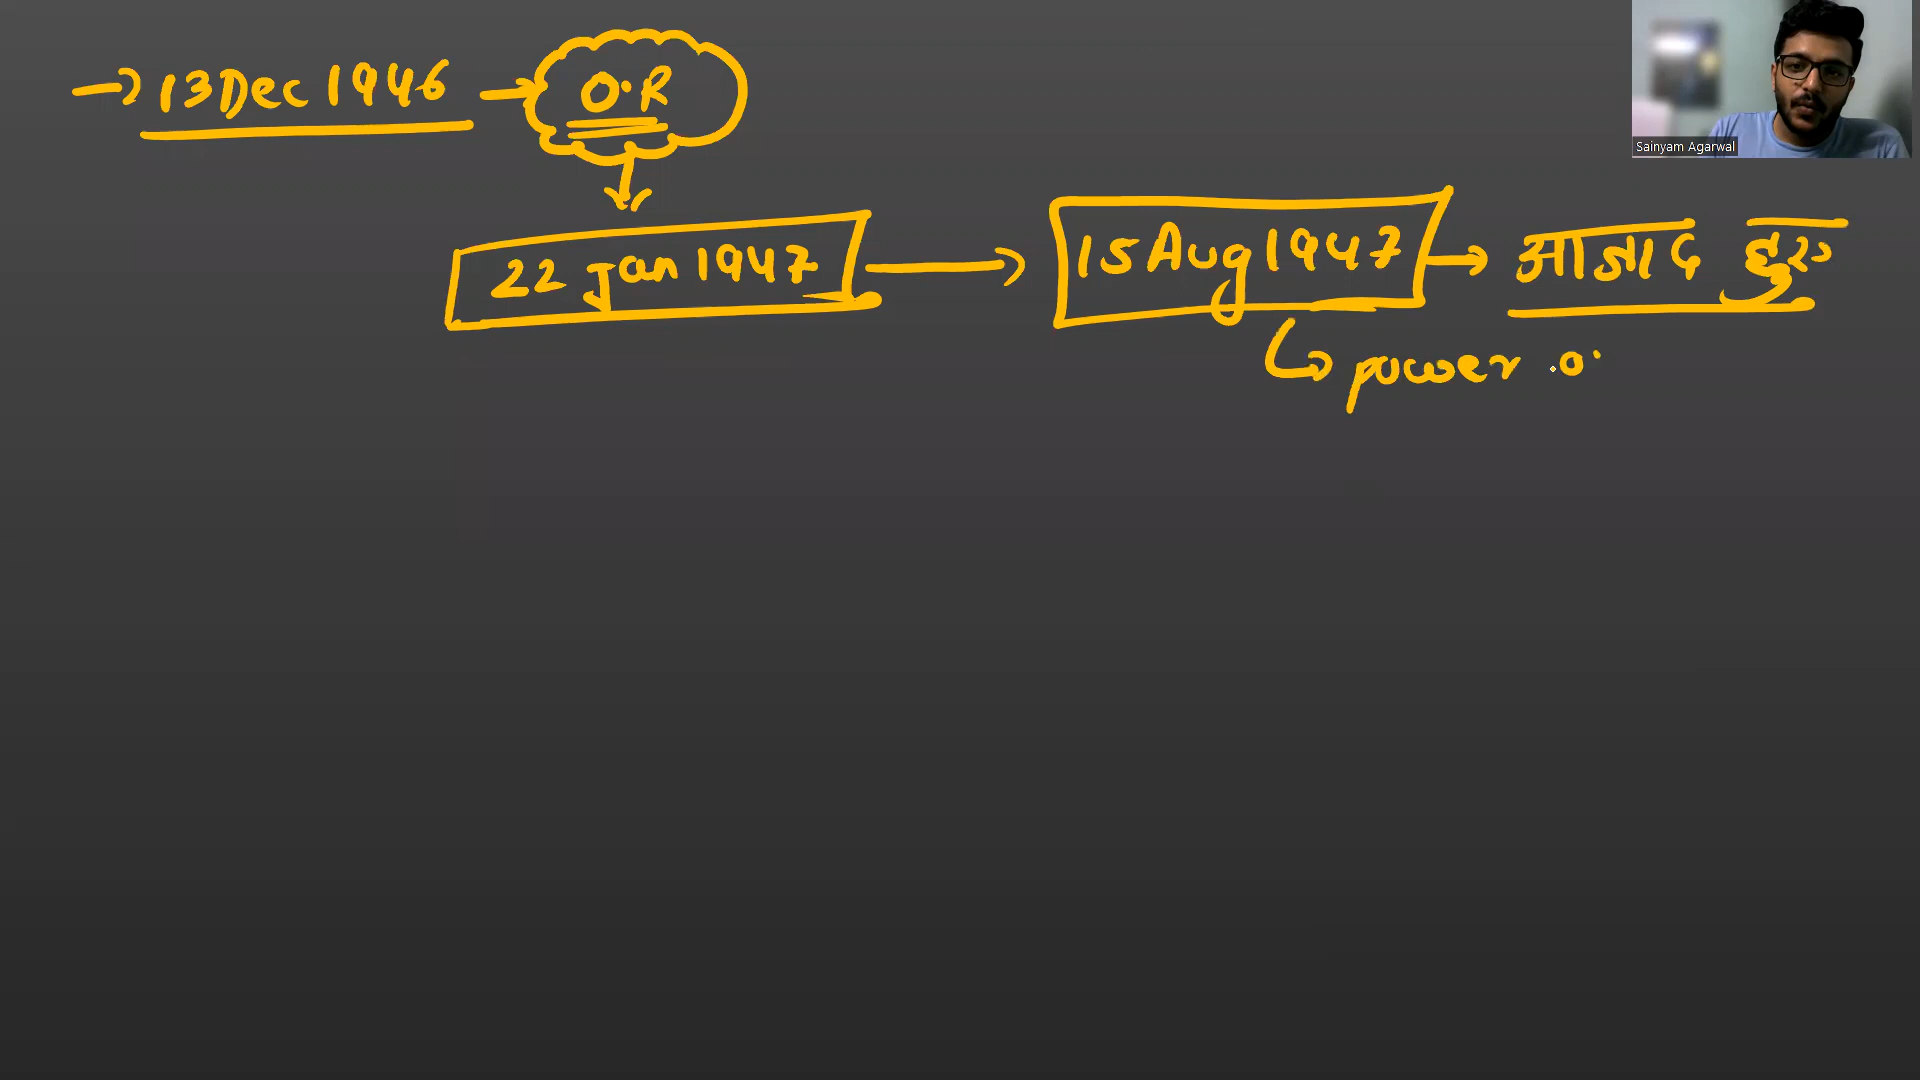 → 13 Dec 1946 → O.R
Sainyam Agarwal
22 Jan 1947 → 15 Aug 1947 → आजाद हुए
power o